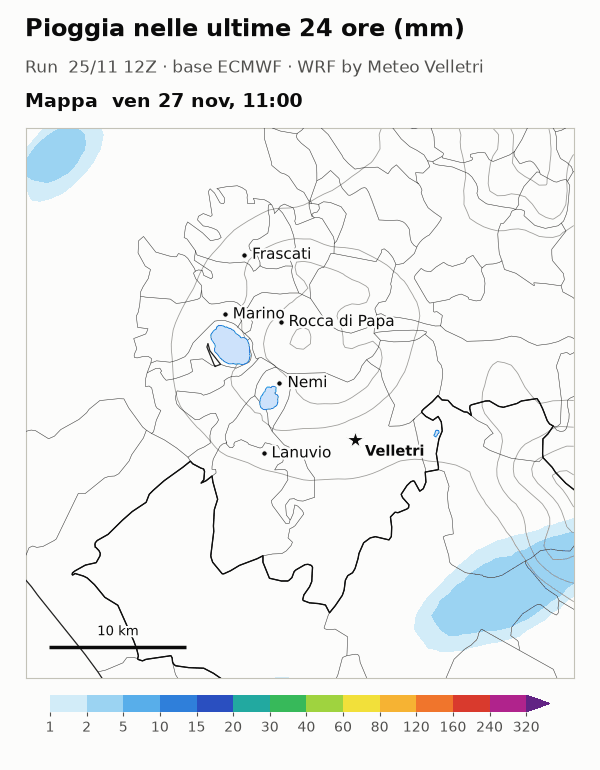 Pioggia nelle ultime 24 ore (mm)
Run  25/11 12Z · base ECMWF · WRF by Meteo Velletri
Mappa  ven 27 nov, 11:00
Frascati
Marino
Rocca di Papa
Nemi
Velletri
Lanuvio
10 km
1 2 5 10 15 20 30 40 60 80 120 160 240 320